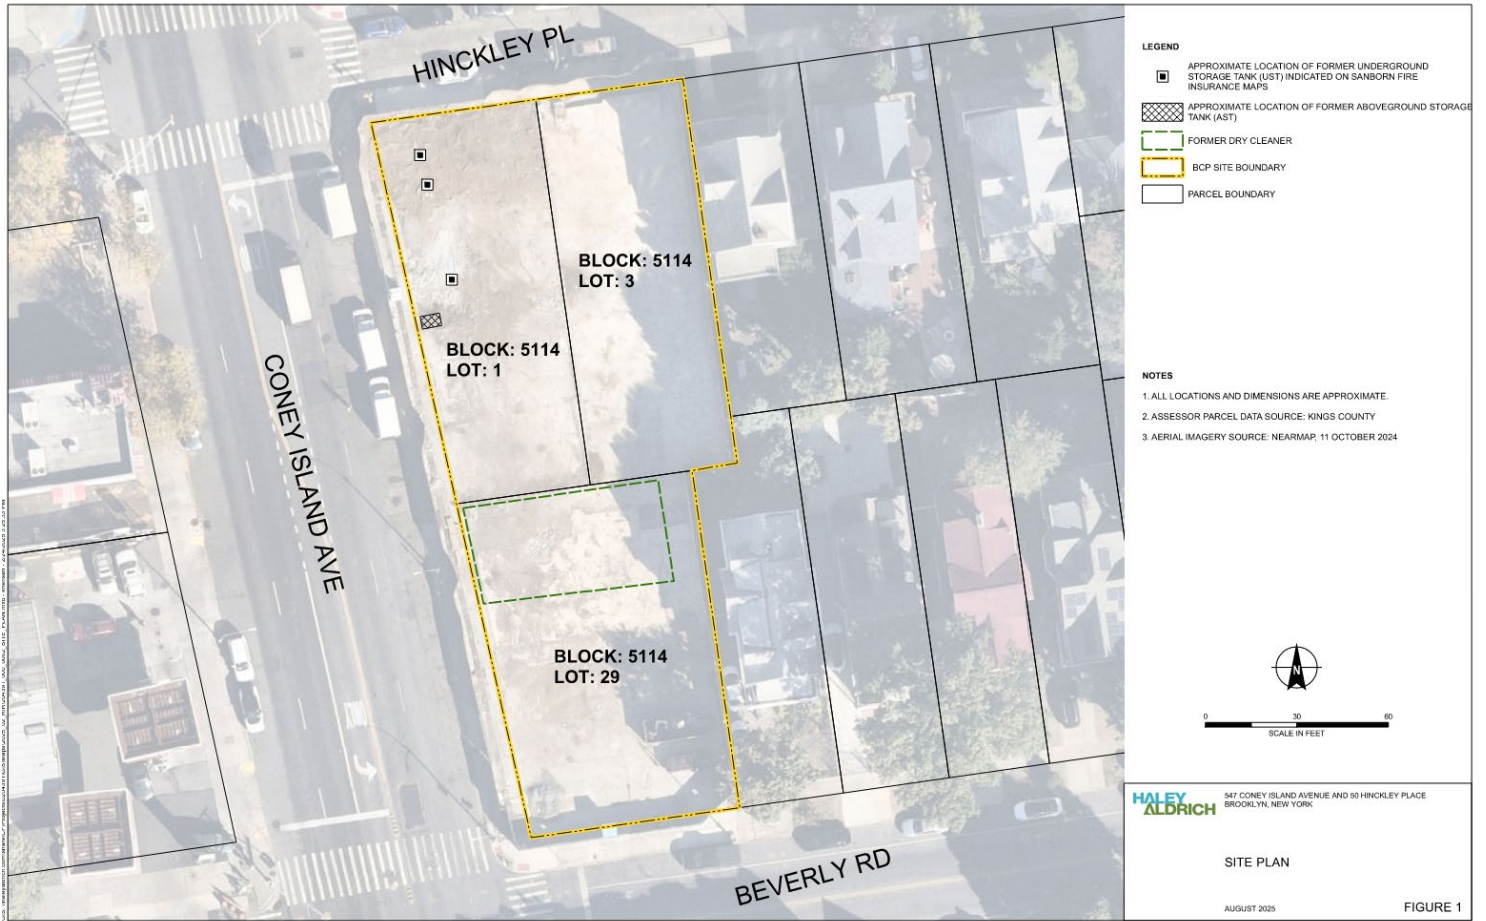 HINCKLEY PL
CONEY ISLAND AVE
BEVERLY RD
BLOCK: 5114
LOT: 3
BLOCK: 5114
LOT: 1
BLOCK: 5114
LOT: 29
LEGEND
APPROXIMATE LOCATION OF FORMER UNDERGROUND
STORAGE TANK (UST) INDICATED ON SANBORN FIRE
INSURANCE MAPS
APPROXIMATE LOCATION OF FORMER ABOVEGROUND STORAGE
TANK (AST)
FORMER DRY CLEANER
BCP SITE BOUNDARY
PARCEL BOUNDARY
NOTES
1. ALL LOCATIONS AND DIMENSIONS ARE APPROXIMATE.
2. ASSESSOR PARCEL DATA SOURCE: KINGS COUNTY
3. AERIAL IMAGERY SOURCE: NEARMAP, 11 OCTOBER 2024
N
0 30 60
SCALE IN FEET
HALEY
ALDRICH
547 CONEY ISLAND AVENUE AND 50 HINCKLEY PLACE
BROOKLYN, NEW YORK
SITE PLAN
AUGUST 2025
FIGURE 1